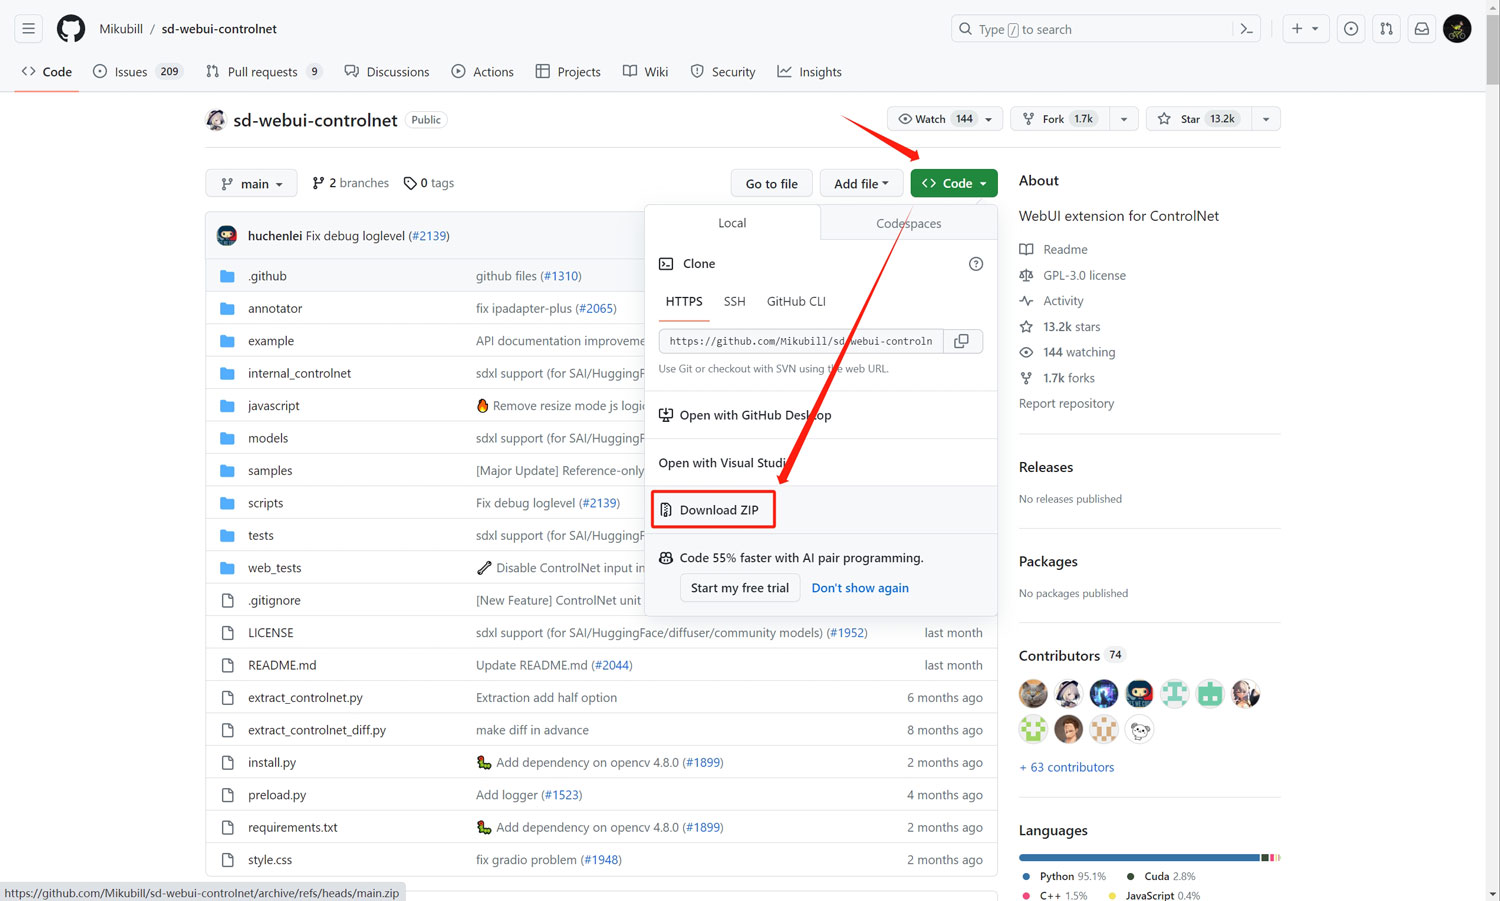 Mikubill / sd-webui-controlnet
Type / to search
Code
Issues 209
Pull requests 9
Discussions
Actions
Projects
Wiki
Security
Insights
sd-webui-controlnet Public
Watch 144
Fork 1.7k
Star 13.2k
main
2 branches
0 tags
Go to file
Add file
Code
Local
Codespaces
Clone
HTTPS
SSH
GitHub CLI
https://github.com/Mikubill/sd-webui-controln
Use Git or checkout with SVN using the web URL.
Open with GitHub Desktop
Open with Visual Studi
Download ZIP
Code 55% faster with AI pair programming.
Start my free trial
Don't show again
huchenlei Fix debug loglevel (#2139)
.github github files (#1310)
annotator fix ipadapter-plus (#2065)
example API documentation improveme
internal_controlnet sdxl support (for SAI/HuggingF
javascript Remove resize mode js logi
models sdxl support (for SAI/HuggingF
samples [Major Update] Reference-only
scripts Fix debug loglevel (#2139)
tests sdxl support (for SAI/HuggingF
web_tests Disable ControlNet input in
.gitignore [New Feature] ControlNet unit
LICENSE sdxl support (for SAI/HuggingFace/diffuser/community models) (#1952) last month
README.md Update README.md (#2044) last month
extract_controlnet.py Extraction add half option 6 months ago
extract_controlnet_diff.py make diff in advance 8 months ago
install.py Add dependency on opencv 4.8.0 (#1899) 2 months ago
preload.py Add logger (#1523) 4 months ago
requirements.txt Add dependency on opencv 4.8.0 (#1899) 2 months ago
style.css fix gradio problem (#1948) 2 months ago
About
WebUI extension for ControlNet
Readme
GPL-3.0 license
Activity
13.2k stars
144 watching
1.7k forks
Report repository
Releases
No releases published
Packages
No packages published
Contributors 74
+ 63 contributors
Languages
Python 95.1% Cuda 2.8%
C++ 1.5% JavaScript 0.4%
https://github.com/Mikubill/sd-webui-controlnet/archive/refs/heads/main.zip